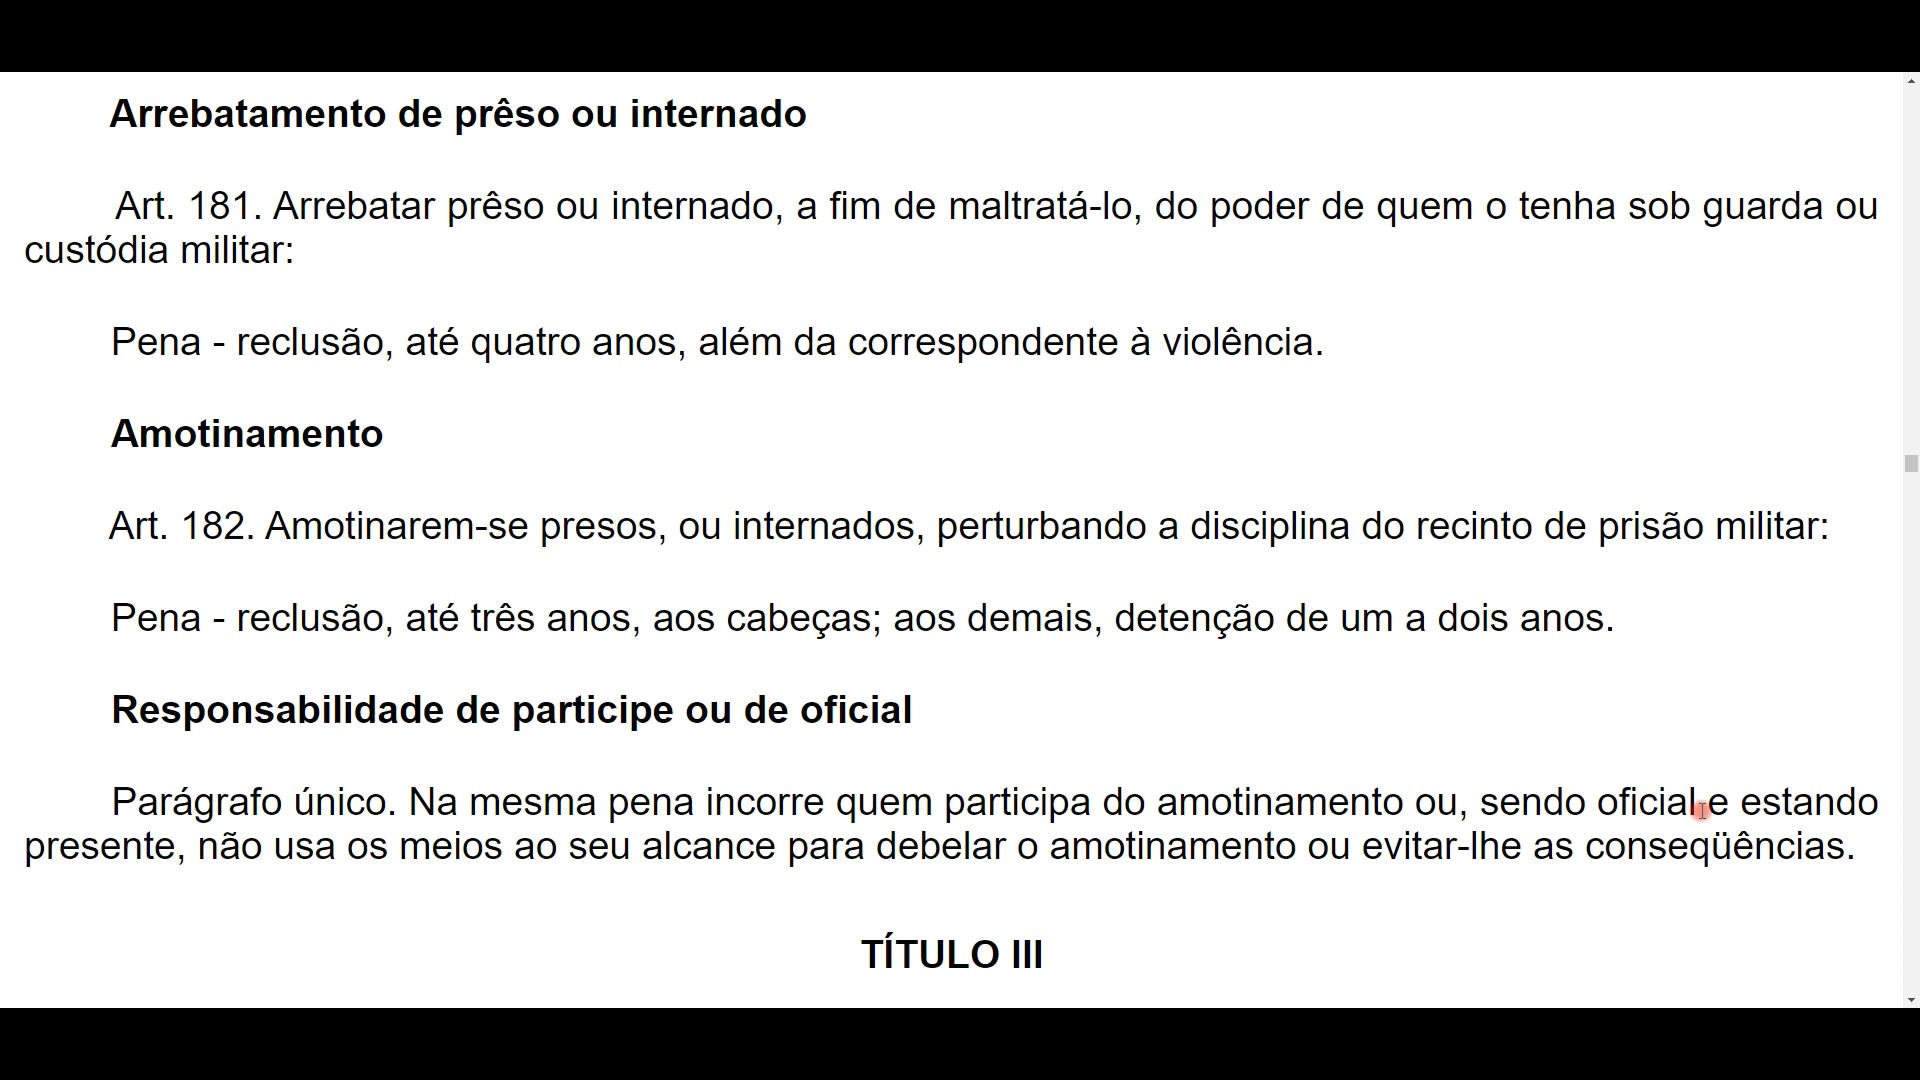 Arrebatamento de prêso ou internado
Art. 181. Arrebatar prêso ou internado, a fim de maltratá-lo, do poder de quem o tenha sob guarda ou
custódia militar:
Pena - reclusão, até quatro anos, além da correspondente à violência.
Amotinamento
Art. 182. Amotinarem-se presos, ou internados, perturbando a disciplina do recinto de prisão militar:
Pena - reclusão, até três anos, aos cabeças; aos demais, detenção de um a dois anos.
Responsabilidade de participe ou de oficial
Parágrafo único. Na mesma pena incorre quem participa do amotinamento ou, sendo oficial e estando
presente, não usa os meios ao seu alcance para debelar o amotinamento ou evitar-lhe as conseqüências.
TÍTULO III